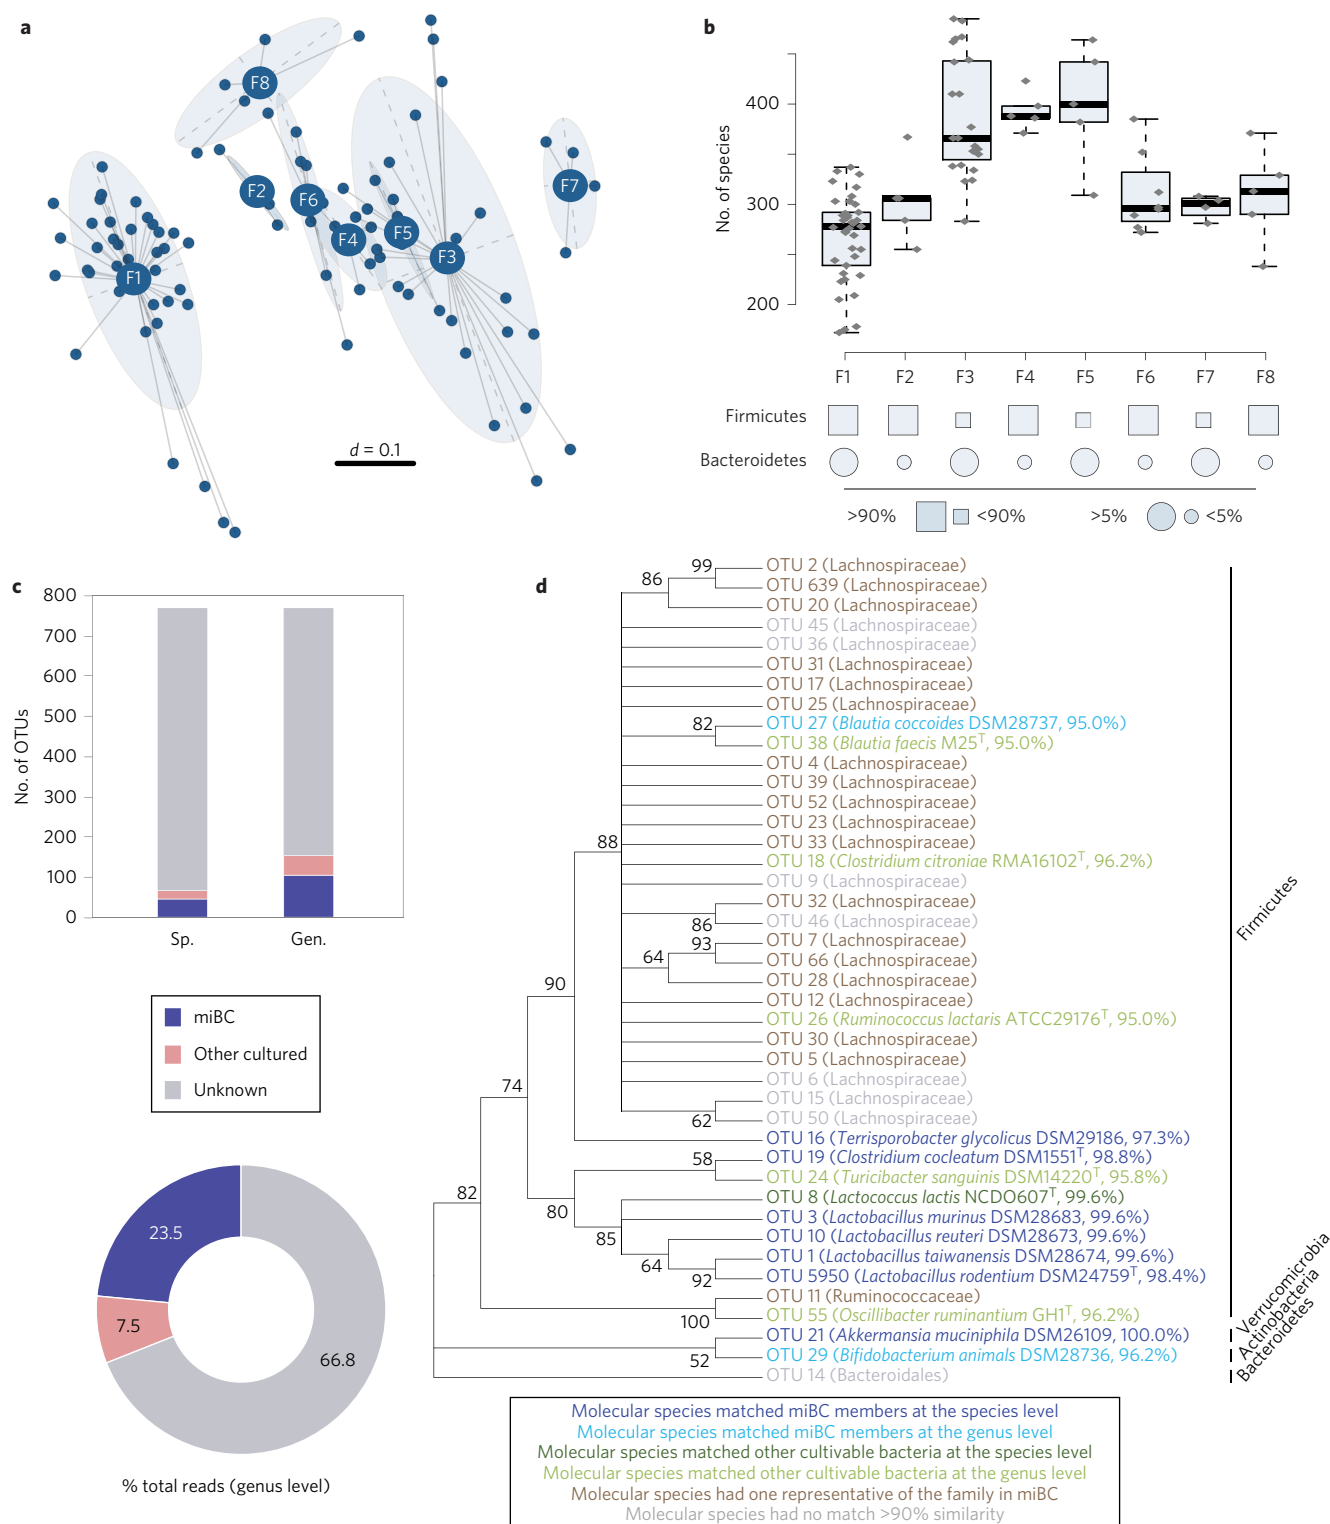 a
F8
F2
F6
F7
F4
F5
F3
F1
d = 0.1
b
No. of species
400
300
200
F1 F2 F3 F4 F5 F6 F7 F8
Firmicutes
Bacteroidetes
>90% <90% >5% <5%
c
No. of OTUs
800
700
600
500
400
300
200
100
0
Sp. Gen.
miBC
Other cultured
Unknown
23.5
7.5
66.8
% total reads (genus level)
d
99
86
82
88
86
93
64
90
74
62
58
82
80
85
64
92
100
52
OTU 2 (Lachnospiraceae)
OTU 639 (Lachnospiraceae)
OTU 20 (Lachnospiraceae)
OTU 45 (Lachnospiraceae)
OTU 36 (Lachnospiraceae)
OTU 31 (Lachnospiraceae)
OTU 17 (Lachnospiraceae)
OTU 25 (Lachnospiraceae)
OTU 27 (Blautia coccoides DSM28737, 95.0%)
OTU 38 (Blautia faecis M25ᵀ, 95.0%)
OTU 4 (Lachnospiraceae)
OTU 39 (Lachnospiraceae)
OTU 52 (Lachnospiraceae)
OTU 23 (Lachnospiraceae)
OTU 33 (Lachnospiraceae)
OTU 18 (Clostridium citroniae RMA16102ᵀ, 96.2%)
OTU 9 (Lachnospiraceae)
OTU 32 (Lachnospiraceae)
OTU 46 (Lachnospiraceae)
OTU 7 (Lachnospiraceae)
OTU 66 (Lachnospiraceae)
OTU 28 (Lachnospiraceae)
OTU 12 (Lachnospiraceae)
OTU 26 (Ruminococcus lactaris ATCC29176ᵀ, 95.0%)
OTU 30 (Lachnospiraceae)
OTU 5 (Lachnospiraceae)
OTU 6 (Lachnospiraceae)
OTU 15 (Lachnospiraceae)
OTU 50 (Lachnospiraceae)
OTU 16 (Terrisporobacter glycolicus DSM29186, 97.3%)
OTU 19 (Clostridium cocleatum DSM1551ᵀ, 98.8%)
OTU 24 (Turicibacter sanguinis DSM14220ᵀ, 95.8%)
OTU 8 (Lactococcus lactis NCDO607ᵀ, 99.6%)
OTU 3 (Lactobacillus murinus DSM28683, 99.6%)
OTU 10 (Lactobacillus reuteri DSM28673, 99.6%)
OTU 1 (Lactobacillus taiwanensis DSM28674, 99.6%)
OTU 5950 (Lactobacillus rodentium DSM24759ᵀ, 98.4%)
OTU 11 (Ruminococcaceae)
OTU 55 (Oscillibacter ruminantium GH1ᵀ, 96.2%)
OTU 21 (Akkermansia muciniphila DSM26109, 100.0%)
OTU 29 (Bifidobacterium animals DSM28736, 96.2%)
OTU 14 (Bacteroidales)
Firmicutes
Verrucomicrobia
Actinobacteria
Bacteroidetes
Molecular species matched miBC members at the species level
Molecular species matched miBC members at the genus level
Molecular species matched other cultivable bacteria at the species level
Molecular species matched other cultivable bacteria at the genus level
Molecular species had one representative of the family in miBC
Molecular species had no match >90% similarity